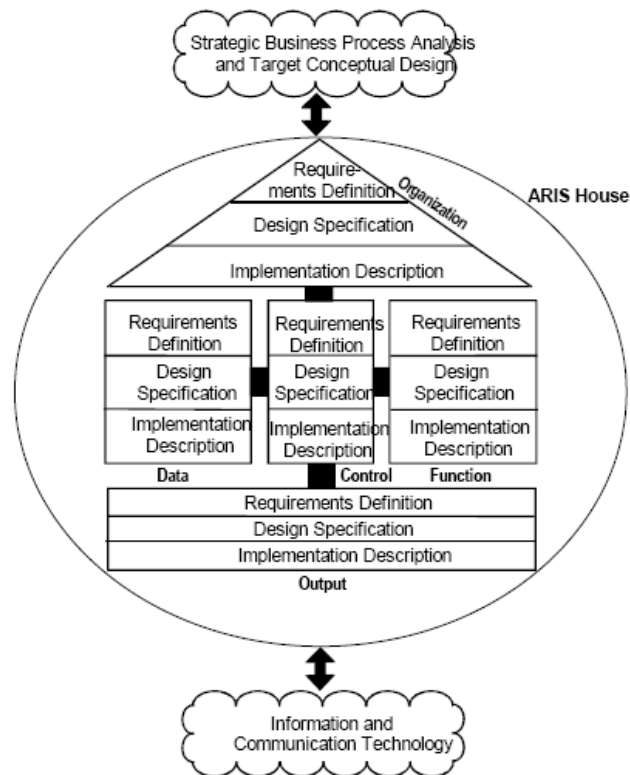 Strategic Business Process Analysis
and Target Conceptual Design
ARIS House
Require-
ments Definition
Organization
Design Specification
Implementation Description
Requirements
Definition
Design
Specification
Implementation
Description
Data
Requirements
Definition
Design
Specification
Implementation
Description
Control
Requirements
Definition
Design
Specification
Implementation
Description
Function
Requirements Definition
Design Specification
Implementation Description
Output
Information and
Communication Technology